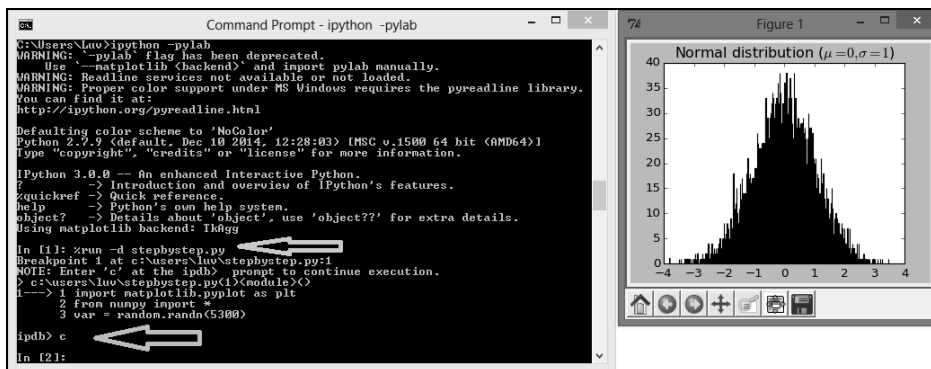 Command Prompt - ipython -pylab
C:\Users\Luv>ipython -pylab
WARNING: `-pylab` flag has been deprecated.
    Use `--matplotlib <backend>` and import pylab manually.
WARNING: Readline services not available or not loaded.
WARNING: Proper color support under MS Windows requires the pyreadline library.
You can find it at:
http://ipython.org/pyreadline.html
Defaulting color scheme to 'NoColor'
Python 2.7.9 (default, Dec 10 2014, 12:28:03) [MSC v.1500 64 bit (AMD64)]
Type "copyright", "credits" or "license" for more information.
IPython 3.0.0 -- An enhanced Interactive Python.
?         -> Introduction and overview of IPython's features.
%quickref -> Quick reference.
help      -> Python's own help system.
object?   -> Details about 'object', use 'object??' for extra details.
Using matplotlib backend: TkAgg
In [1]: %run -d stepbystep.py
Breakpoint 1 at c:\users\luv\stepbystep.py:1
NOTE: Enter 'c' at the ipdb>  prompt to continue execution.
> c:\users\luv\stepbystep.py(1)<module>()
1---> 1 import matplotlib.pyplot as plt
      2 from numpy import *
      3 var = random.randn(5300)
ipdb> c
In [2]:
Figure 1
Normal distribution (μ=0,σ=1)
40
35
30
25
20
15
10
5
0
−4 −3 −2 −1 0 1 2 3 4